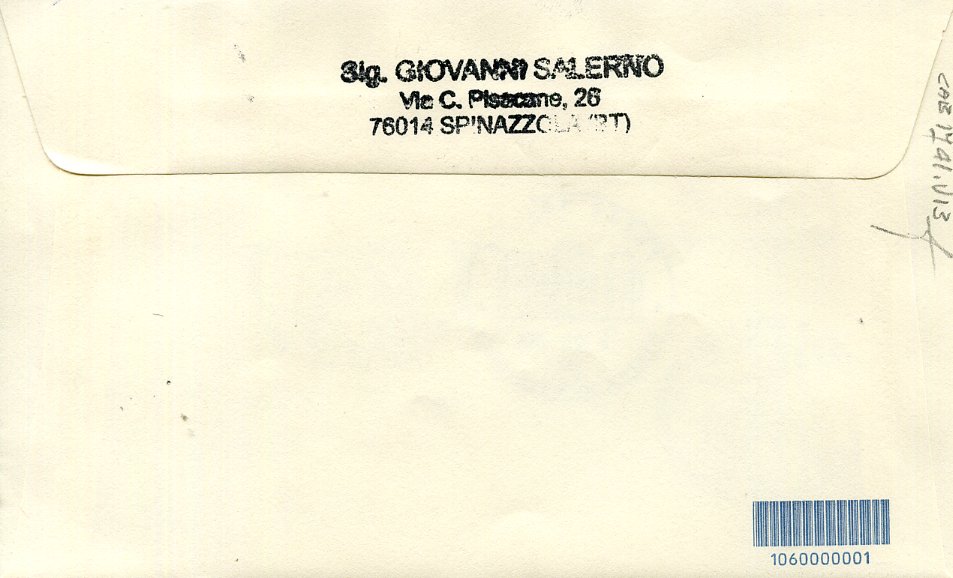 Sig. GIOVANNI SALERNO
Via C. Pisacane, 26
76014 SPINAZZOLA (BT)
1060000001